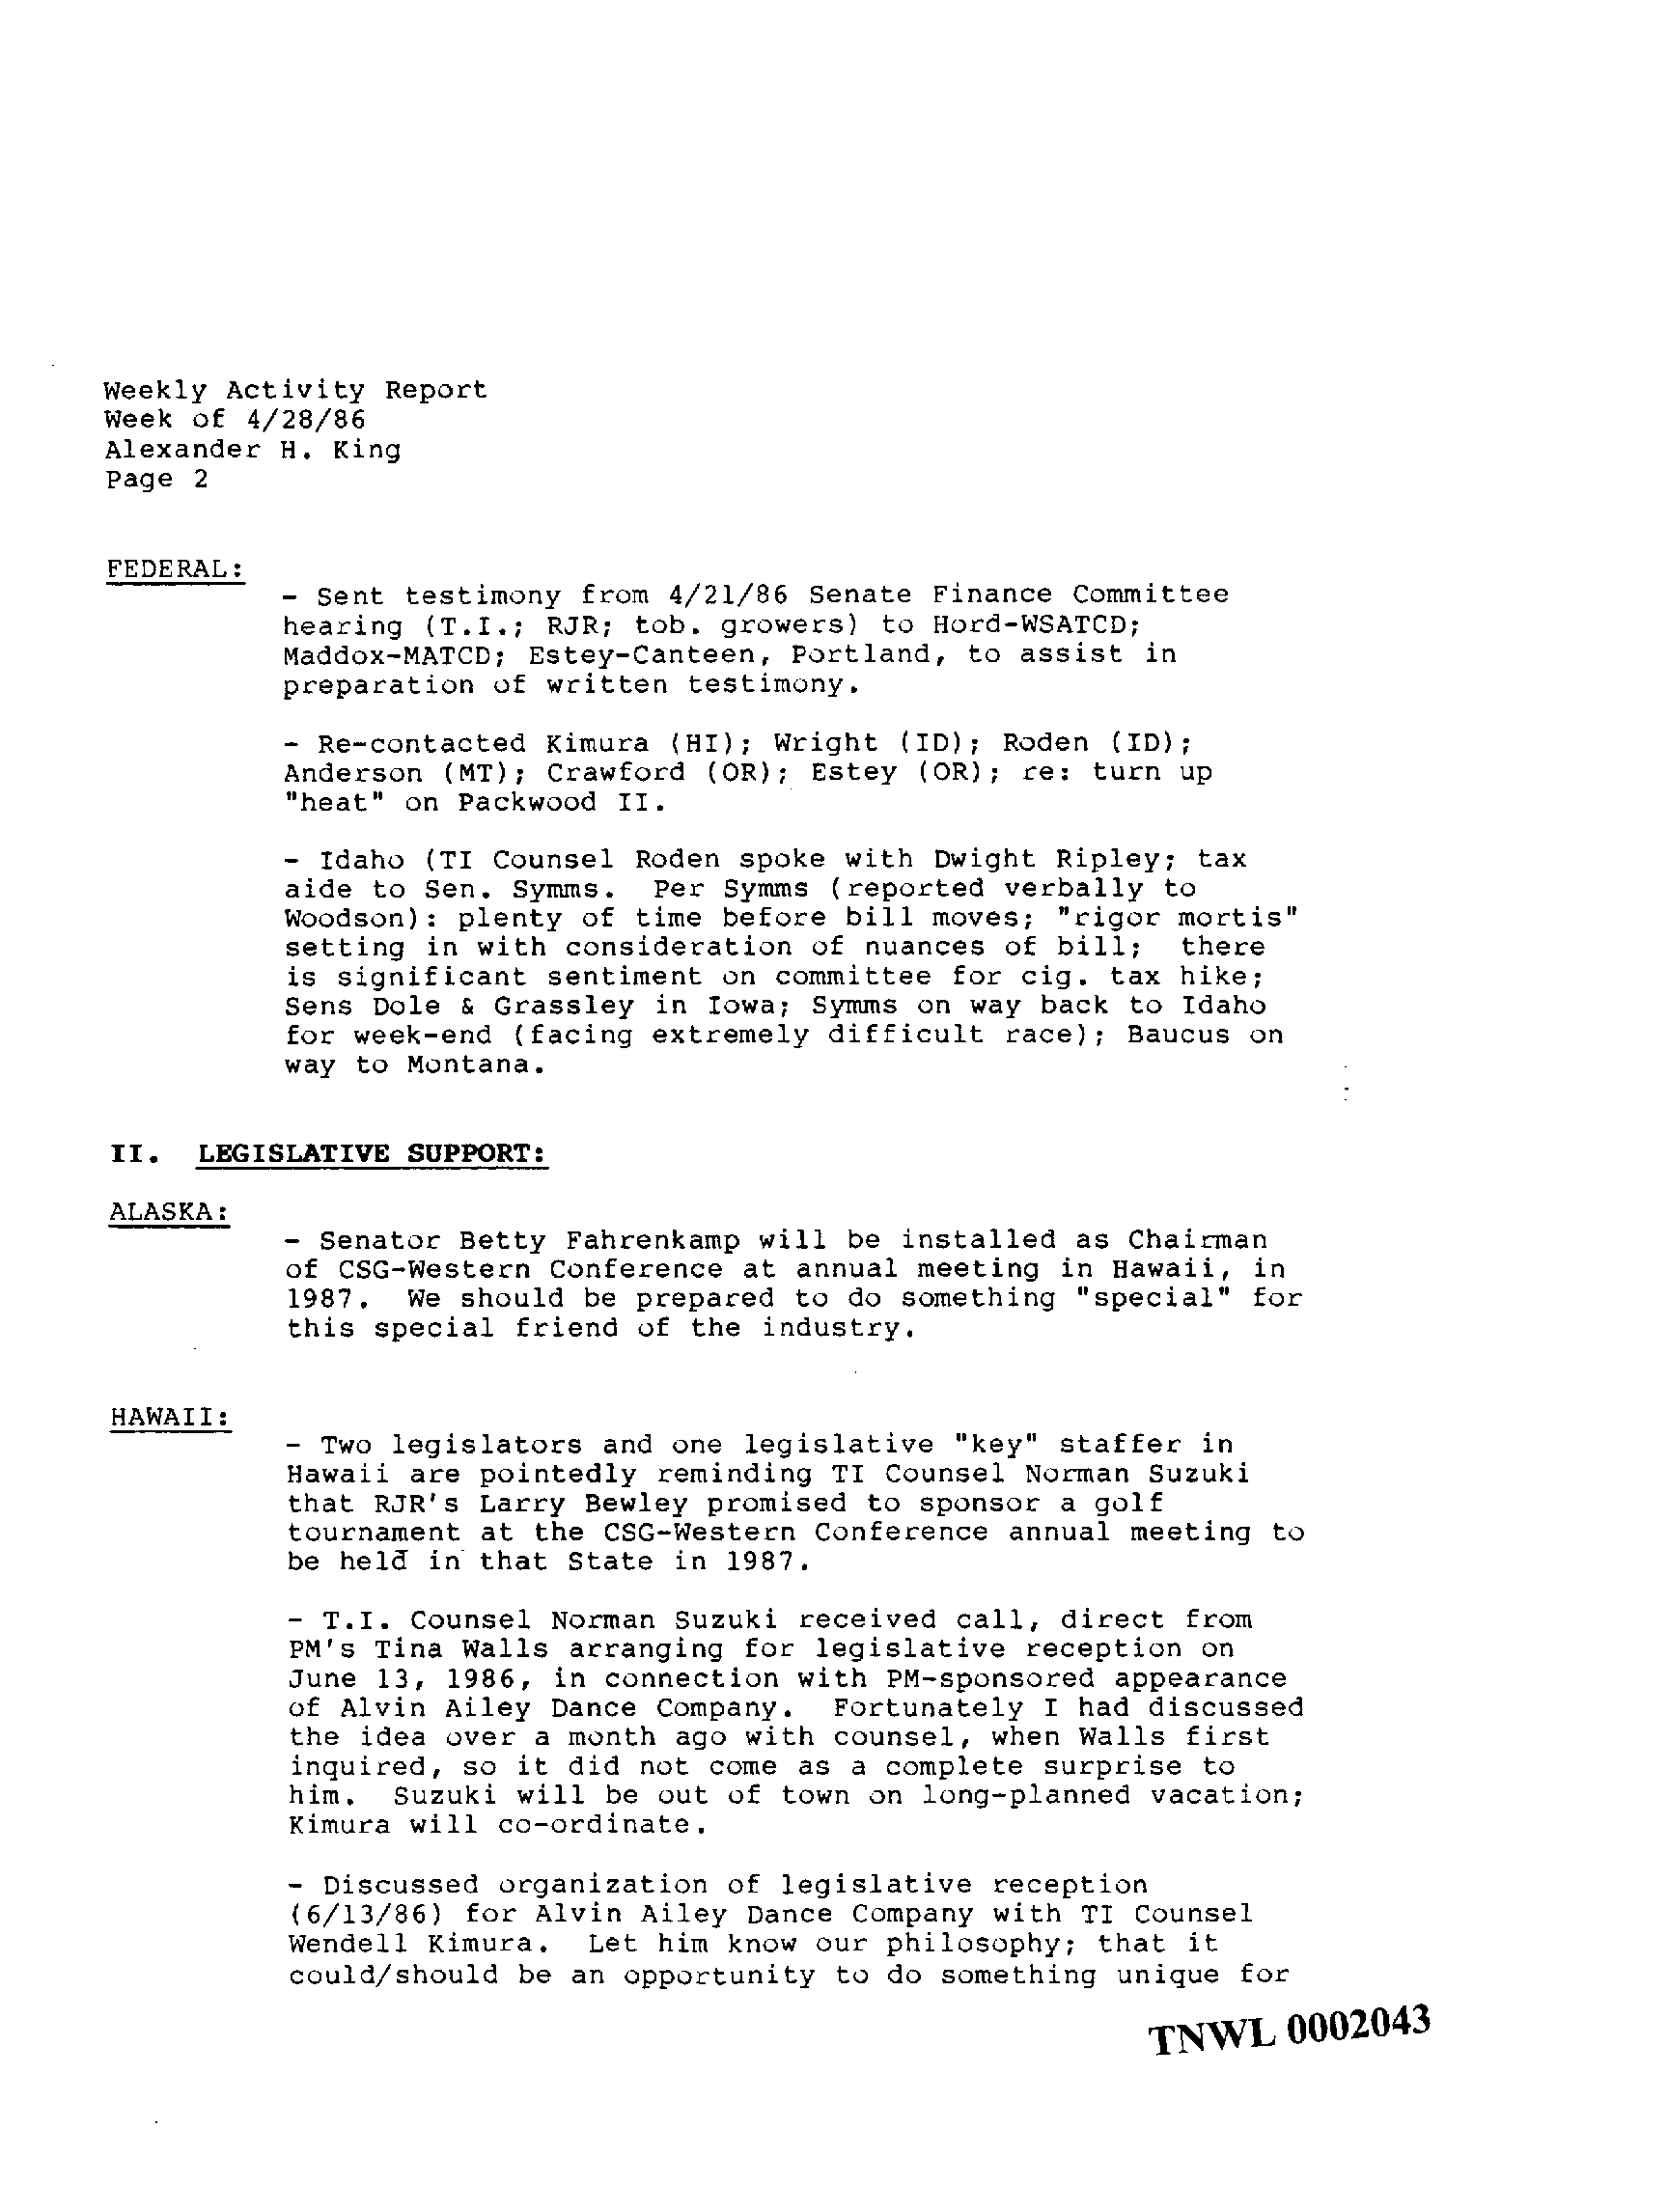 Weekly Activity Report
Week of 4/28/86
Alexander H. King
Page 2
FEDERAL:
- Sent testimony from 4/21/86 Senate Finance Committee
hearing (T.I.; RJR; tob. growers) to Hord-WSATCD;
Maddox-MATCD; Estey-Canteen, Portland, to assist in
preparation of written testimony.
- Re-contacted Kimura (HI); Wright (ID); Roden (ID);
Anderson (MT); Crawford (OR); Estey (OR); re: turn up
"heat" on Packwood II.
- Idaho (TI Counsel Roden spoke with Dwight Ripley; tax
aide to Sen. Symms.  Per Symms (reported verbally to
Woodson): plenty of time before bill moves; "rigor mortis"
setting in with consideration of nuances of bill;  there
is significant sentiment on committee for cig. tax hike;
Sens Dole & Grassley in Iowa; Symms on way back to Idaho
for week-end (facing extremely difficult race); Baucus on
way to Montana.
II.  LEGISLATIVE SUPPORT:
ALASKA:
- Senator Betty Fahrenkamp will be installed as Chairman
of CSG-Western Conference at annual meeting in Hawaii, in
1987.  We should be prepared to do something "special" for
this special friend of the industry.
HAWAII:
- Two legislators and one legislative "key" staffer in
Hawaii are pointedly reminding TI Counsel Norman Suzuki
that RJR's Larry Bewley promised to sponsor a golf
tournament at the CSG-Western Conference annual meeting to
be held in that State in 1987.
- T.I. Counsel Norman Suzuki received call, direct from
PM's Tina Walls arranging for legislative reception on
June 13, 1986, in connection with PM-sponsored appearance
of Alvin Ailey Dance Company.  Fortunately I had discussed
the idea over a month ago with counsel, when Walls first
inquired, so it did not come as a complete surprise to
him.  Suzuki will be out of town on long-planned vacation;
Kimura will co-ordinate.
- Discussed organization of legislative reception
(6/13/86) for Alvin Ailey Dance Company with TI Counsel
Wendell Kimura.  Let him know our philosophy; that it
could/should be an opportunity to do something unique for
TNWL 0002043